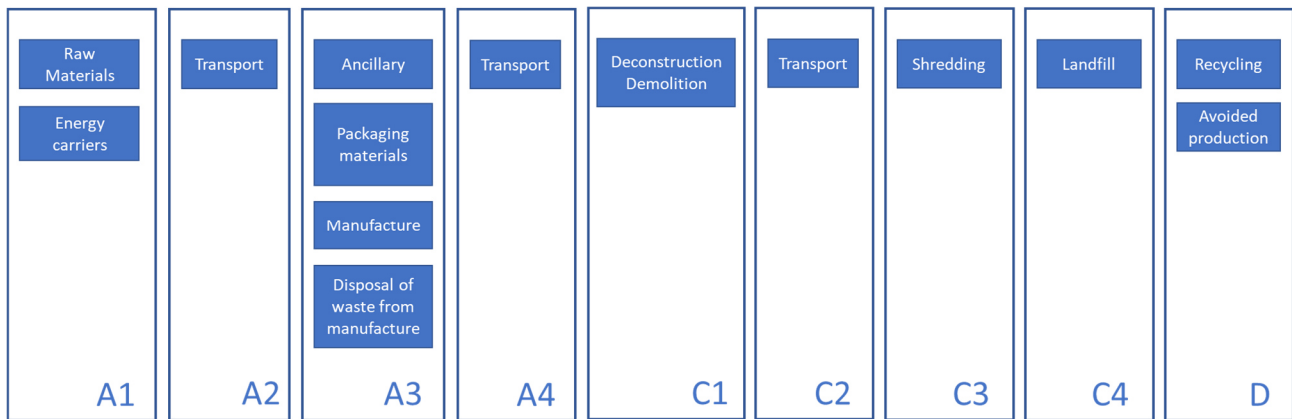 Raw
Materials
Energy
carriers
A1
Transport
A2
Ancillary
Packaging
materials
Manufacture
Disposal of
waste from
manufacture
A3
Transport
A4
Deconstruction
Demolition
C1
Transport
C2
Shredding
C3
Landfill
C4
Recycling
Avoided
production
D